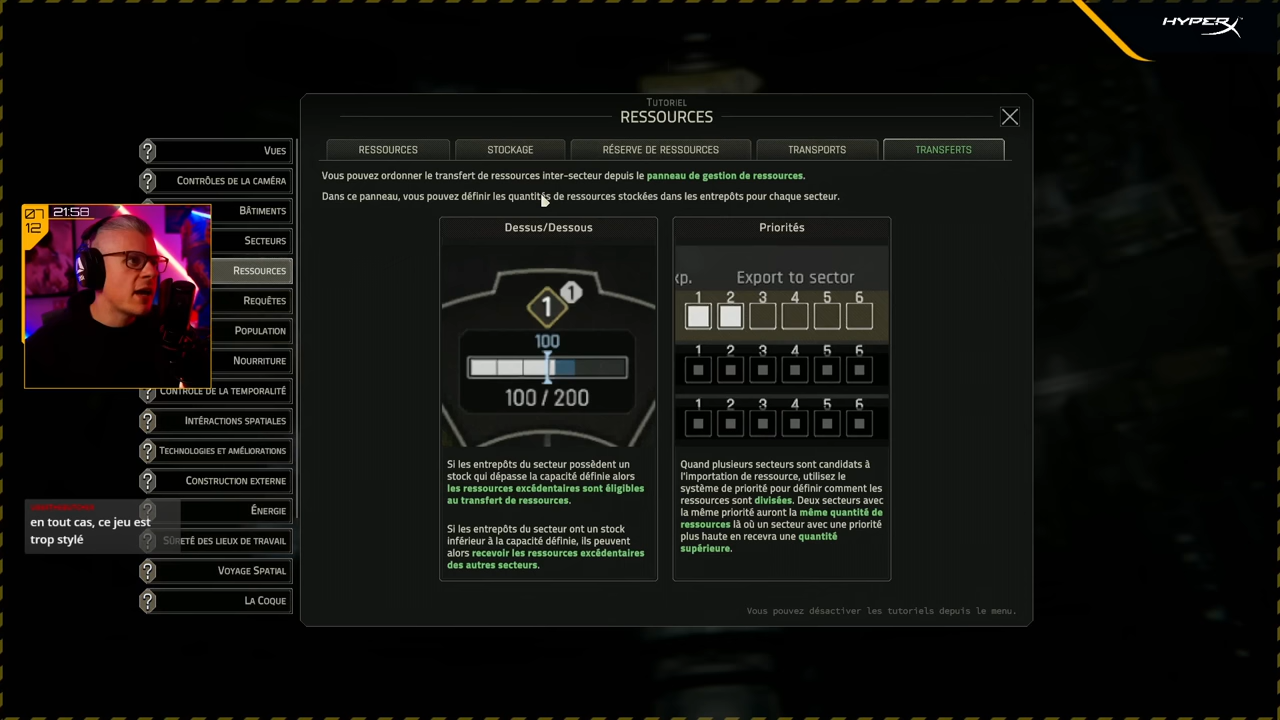 HYPERX
TUTORIEL
RESSOURCES
RESSOURCES
STOCKAGE
RÉSERVE DE RESSOURCES
TRANSPORTS
TRANSFERTS
Vous pouvez ordonner le transfert de ressources inter-secteur depuis le panneau de gestion de ressources.
Dans ce panneau, vous pouvez définir les quantités de ressources stockées dans les entrepôts pour chaque secteur.
? VUES
? CONTRÔLES DE LA CAMÉRA
BÂTIMENTS
SECTEURS
RESSOURCES
REQUÊTES
POPULATION
NOURRITURE
? CONTRÔLE DE LA TEMPORALITÉ
? INTÉRACTIONS SPATIALES
? TECHNOLOGIES ET AMÉLIORATIONS
? CONSTRUCTION EXTERNE
? ÉNERGIE
? SÛRETÉ DES LIEUX DE TRAVAIL
? VOYAGE SPATIAL
? LA COQUE
07
12
21:58
en tout cas, ce jeu est
trop stylé
Dessus/Dessous
1
1
100
100 / 200
Si les entrepôts du secteur possèdent un
stock qui dépasse la capacité définie alors
les ressources excédentaires sont éligibles
au transfert de ressources.
Si les entrepôts du secteur ont un stock
inférieur à la capacité définie, ils peuvent
alors recevoir les ressources excédentaires
des autres secteurs.
Priorités
xp. Export to sector
1 2 3 4 5 6
1 2 3 4 5 6
1 2 3 4 5 6
Quand plusieurs secteurs sont candidats à
l'importation de ressource, utilisez le
système de priorité pour définir comment les
ressources sont divisées. Deux secteurs avec
la même priorité auront la même quantité de
ressources là où un secteur avec une priorité
plus haute en recevra une quantité
supérieure.
Vous pouvez désactiver les tutoriels depuis le menu.